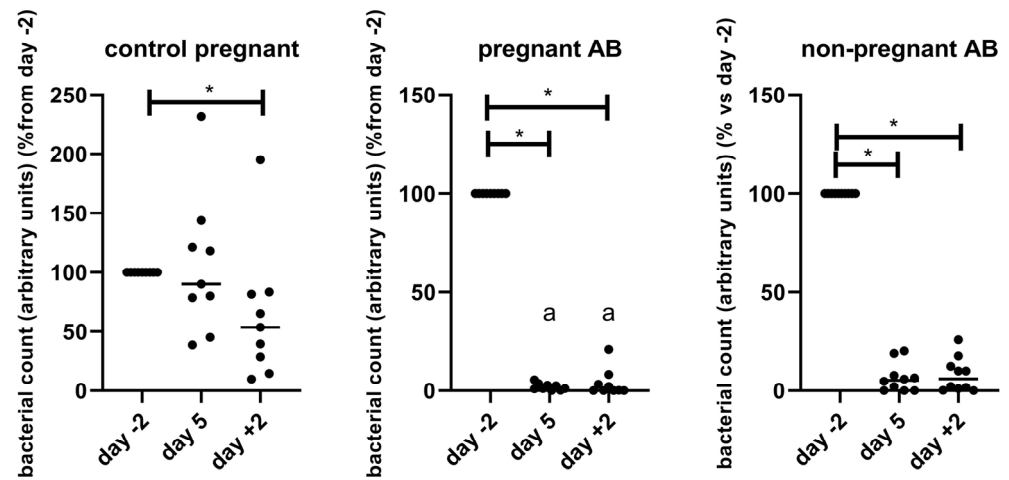 control pregnant
bacterial count (arbitrary units) (%from day -2)
250
200
150
100
50
0
*
day -2
day 5
day +2
pregnant AB
bacterial count (arbitrary units) (%from day -2)
150
100
50
0
*
*
a
a
day -2
day 5
day +2
non-pregnant AB
bacterial count (arbitrary units) (% vs day -2)
150
100
50
0
*
*
day -2
day 5
day +2